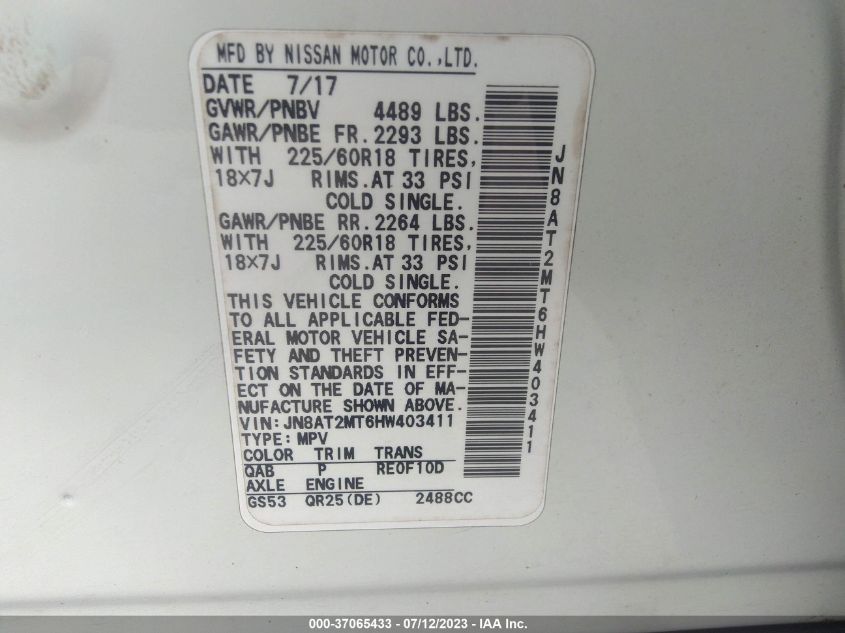 MFD BY NISSAN MOTOR CO.,LTD.
DATE 7/17
GVWR/PNBV 4489 LBS.
GAWR/PNBE FR. 2293 LBS.
WITH 225/60R18 TIRES,
18×7J RIMS.AT 33 PSI
COLD SINGLE.
GAWR/PNBE RR. 2264 LBS.
WITH 225/60R18 TIRES,
18×7J RIMS.AT 33 PSI
COLD SINGLE.
THIS VEHICLE CONFORMS
TO ALL APPLICABLE FED-
ERAL MOTOR VEHICLE SA-
FETY AND THEFT PREVEN-
TION STANDARDS IN EFF-
ECT ON THE DATE OF MA-
NUFACTURE SHOWN ABOVE.
VIN:JN8AT2MT6HW403411
TYPE:MPV
COLOR TRIM TRANS
QAB P RE0F10D
AXLE ENGINE
GS53 QR25(DE) 2488CC
JN8AT2MT6HW403411
000-37065433 - 07/12/2023 - IAA Inc.